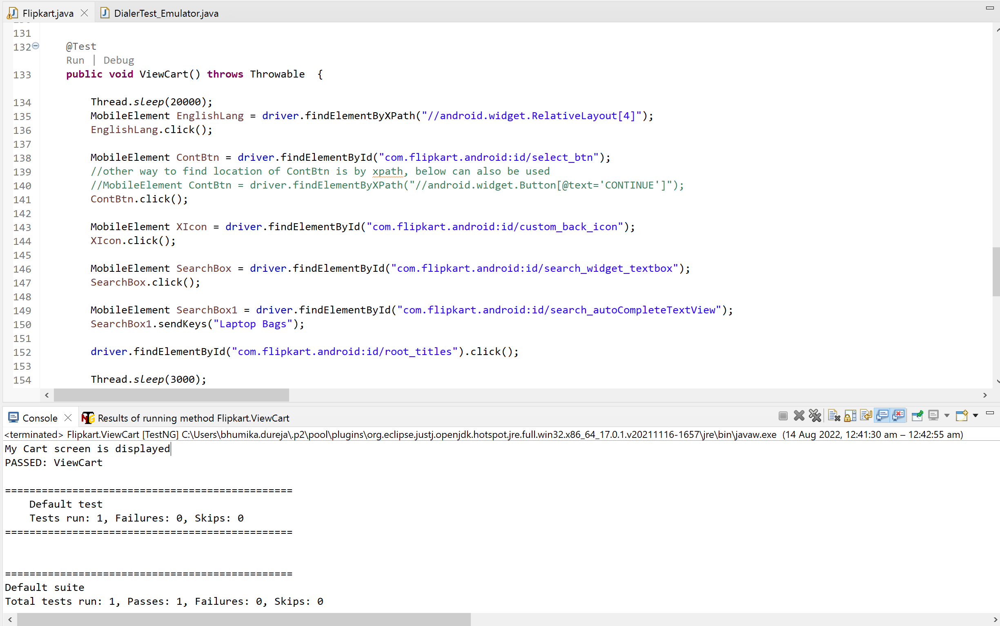 Flipkart.java
DialerTest_Emulator.java
131
132 @Test
Run | Debug
133 public void ViewCart() throws Throwable  {
134 Thread.sleep(20000);
135 MobileElement EnglishLang = driver.findElementByXPath("//android.widget.RelativeLayout[4]");
136 EnglishLang.click();
137
138 MobileElement ContBtn = driver.findElementById("com.flipkart.android:id/select_btn");
139 //other way to find location of ContBtn is by xpath, below can also be used
140 //MobileElement ContBtn = driver.findElementByXPath("//android.widget.Button[@text='CONTINUE']");
141 ContBtn.click();
142
143 MobileElement XIcon = driver.findElementById("com.flipkart.android:id/custom_back_icon");
144 XIcon.click();
145
146 MobileElement SearchBox = driver.findElementById("com.flipkart.android:id/search_widget_textbox");
147 SearchBox.click();
148
149 MobileElement SearchBox1 = driver.findElementById("com.flipkart.android:id/search_autoCompleteTextView");
150 SearchBox1.sendKeys("Laptop Bags");
151
152 driver.findElementById("com.flipkart.android:id/root_titles").click();
153
154 Thread.sleep(3000);
Console
Results of running method Flipkart.ViewCart
<terminated> Flipkart.ViewCart [TestNG] C:\Users\bhumika.dureja\.p2\pool\plugins\org.eclipse.justj.openjdk.hotspot.jre.full.win32.x86_64_17.0.1.v20211116-1657\jre\bin\javaw.exe (14 Aug 2022, 12:41:30 am – 12:42:55 am)
My Cart screen is displayed
PASSED: ViewCart
===============================================
Default test
Tests run: 1, Failures: 0, Skips: 0
===============================================
===============================================
Default suite
Total tests run: 1, Passes: 1, Failures: 0, Skips: 0